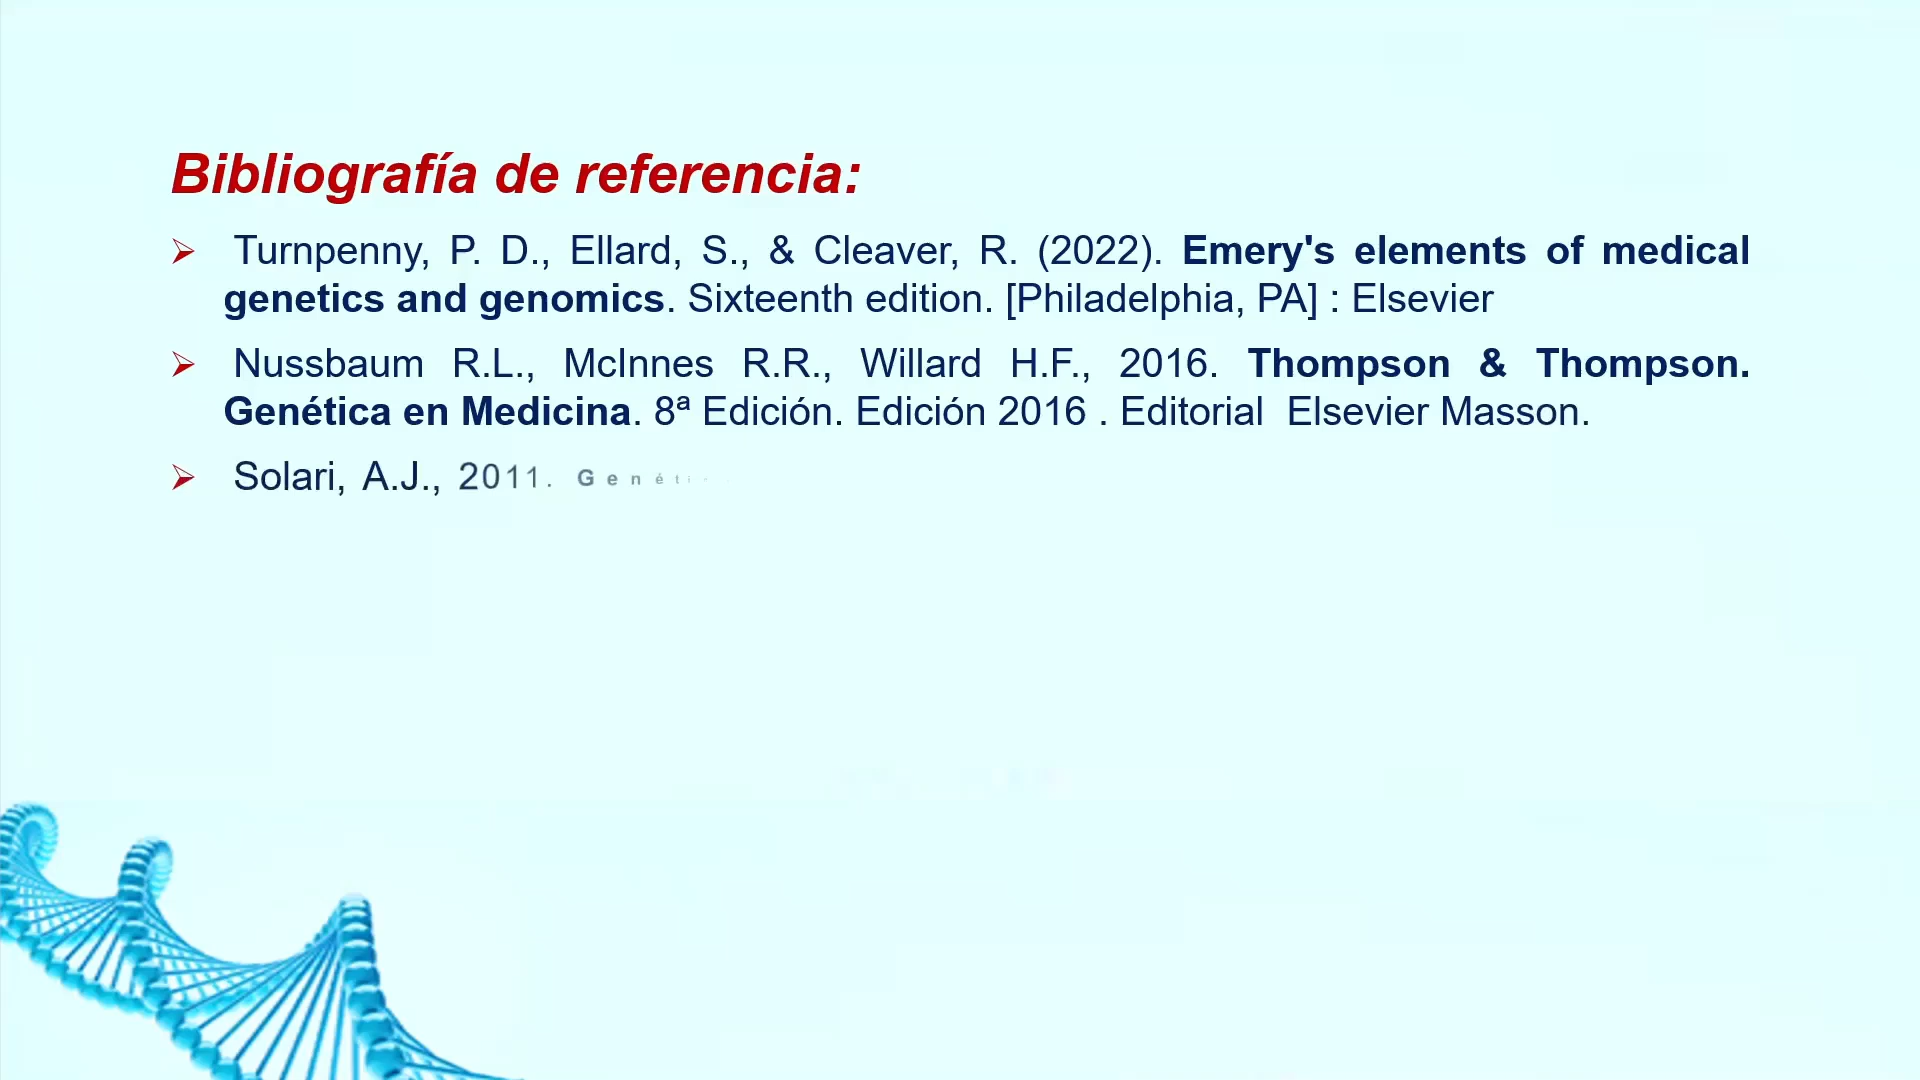 Bibliografía de referencia:
Turnpenny, P. D., Ellard, S., & Cleaver, R. (2022). Emery's elements of medical
genetics and genomics. Sixteenth edition. [Philadelphia, PA] : Elsevier
Nussbaum R.L., McInnes R.R., Willard H.F., 2016. Thompson & Thompson.
Genética en Medicina. 8ª Edición. Edición 2016 . Editorial Elsevier Masson.
Solari, A.J., 2011.